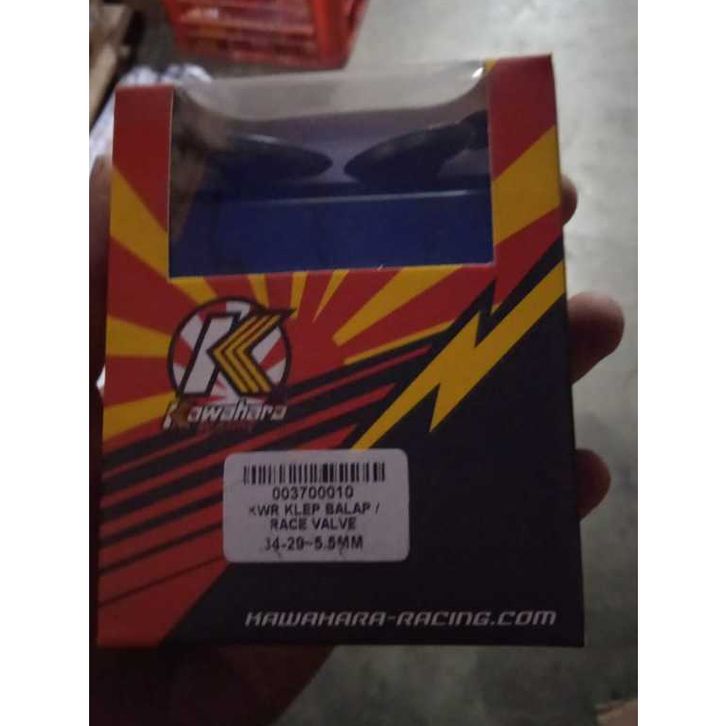 K
Kawahara
003700010
KWR KLEP BALAP /
RACE VALVE
34-29~5.5MM
KAWAHARA-RACING.COM